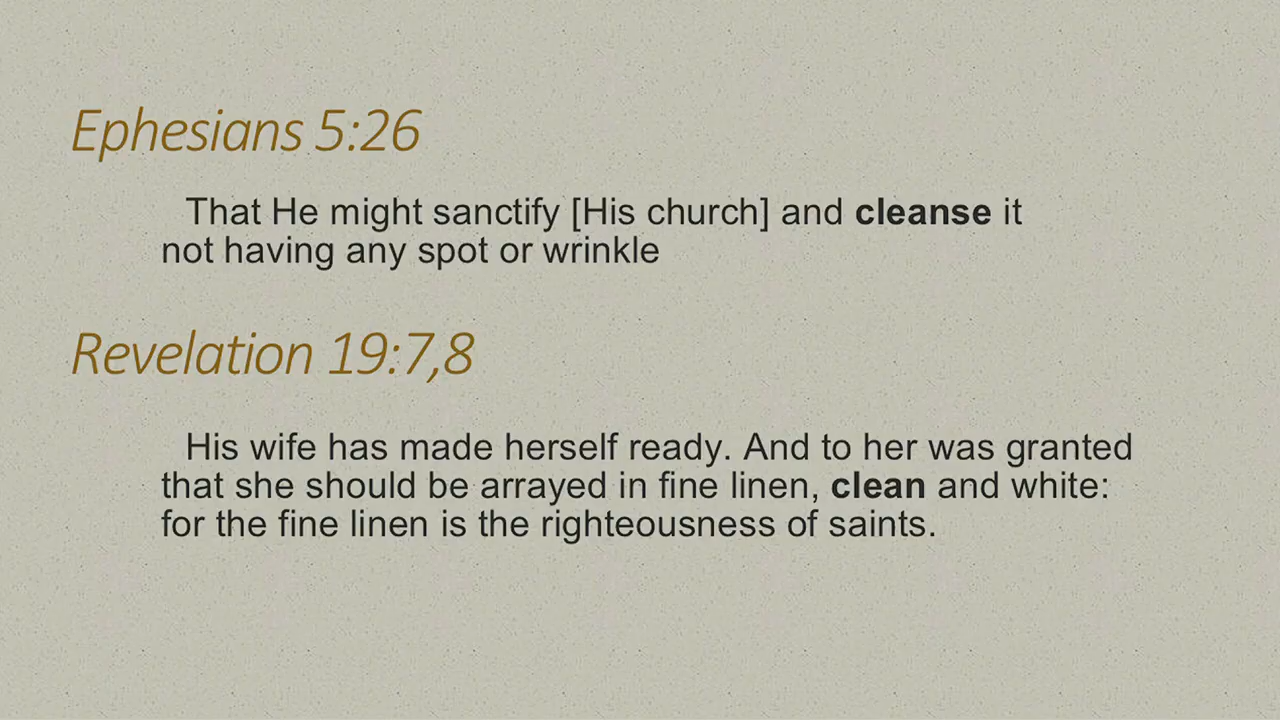 Ephesians 5:26
That He might sanctify [His church] and cleanse it
not having any spot or wrinkle
Revelation 19:7,8
His wife has made herself ready. And to her was granted
that she should be arrayed in fine linen, clean and white:
for the fine linen is the righteousness of saints.